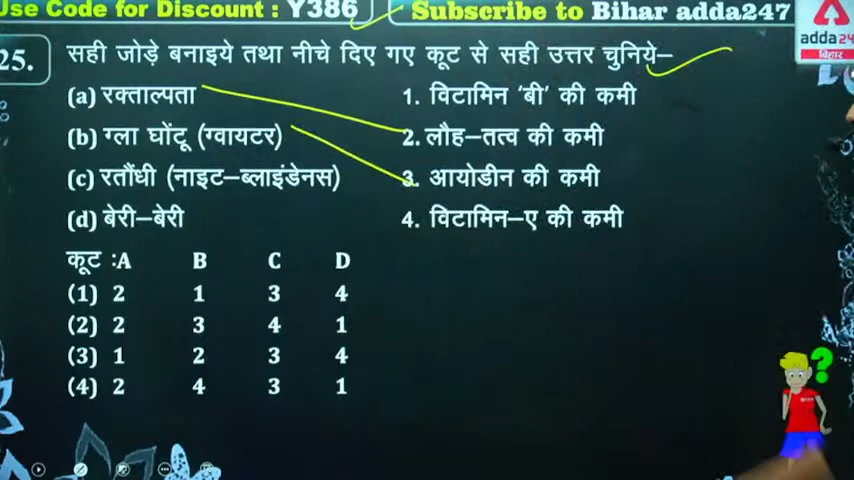 Use Code for Discount : Y386
Subscribe to Bihar adda247
adda24
बिहार
25. सही जोड़े बनाइये तथा नीचे दिए गए कूट से सही उत्तर चुनिये–
(a) रक्ताल्पता 1. विटामिन 'बी' की कमी
(b) ग्ला घोंटू (ग्वायटर) 2. लौह–तत्व की कमी
(c) रतौंधी (नाइट–ब्लाइंडेनस) 3. आयोडीन की कमी
(d) बेरी–बेरी 4. विटामिन–ए की कमी
कूट :A B C D
(1) 2 1 3 4
(2) 2 3 4 1
(3) 1 2 3 4
(4) 2 4 3 1